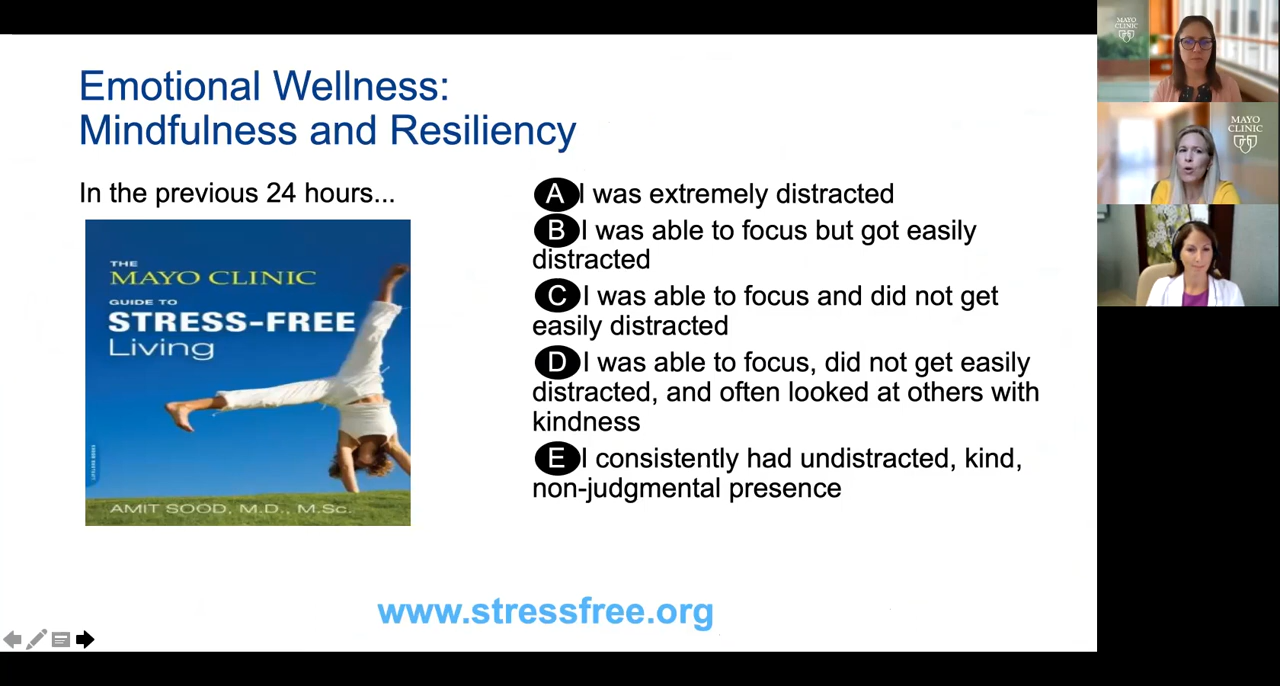 Emotional Wellness:
Mindfulness and Resiliency
In the previous 24 hours...
THE
MAYO CLINIC
GUIDE TO
STRESS-FREE
Living
AMIT SOOD, M.D., M.Sc.
A I was extremely distracted
B I was able to focus but got easily
distracted
C I was able to focus and did not get
easily distracted
D I was able to focus, did not get easily
distracted, and often looked at others with
kindness
E I consistently had undistracted, kind,
non-judgmental presence
www.stressfree.org
MAYO
CLINIC
MAYO
CLINIC